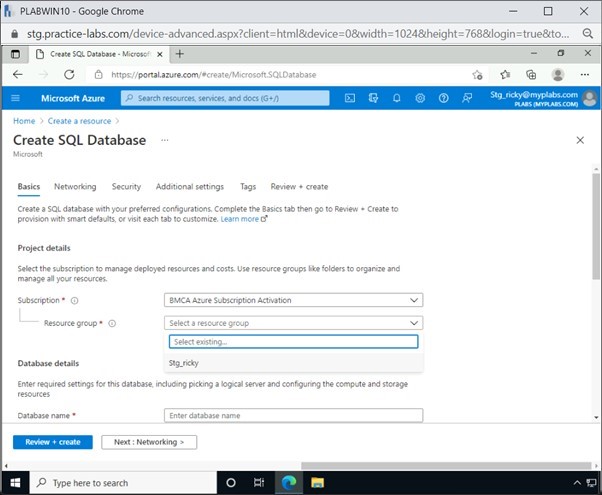 PLABWIN10 - Google Chrome
stg.practice-labs.com/device-advanced.aspx?client=html&device=0&width=1024&height=768&login=true&to...
Create SQL Database - Microsoft
https://portal.azure.com/#create/Microsoft.SQLDatabase
Microsoft Azure
Search resources, services, and docs (G+/)
Stg_ricky@myplabs.com
PLABS (MYPLABS.COM)
Home > Create a resource >
Create SQL Database ...
Microsoft
Basics Networking Security Additional settings Tags Review + create
Create a SQL database with your preferred configurations. Complete the Basics tab then go to Review + Create to
provision with smart defaults, or visit each tab to customize. Learn more
Project details
Select the subscription to manage deployed resources and costs. Use resource groups like folders to organize and
manage all your resources.
Subscription * BMCA Azure Subscription Activation
Resource group * Select a resource group
Select existing...
Stg_ricky
Database details
Enter required settings for this database, including picking a logical server and configuring the compute and storage
resources
Database name * Enter database name
Review + create Next : Networking >
Type here to search